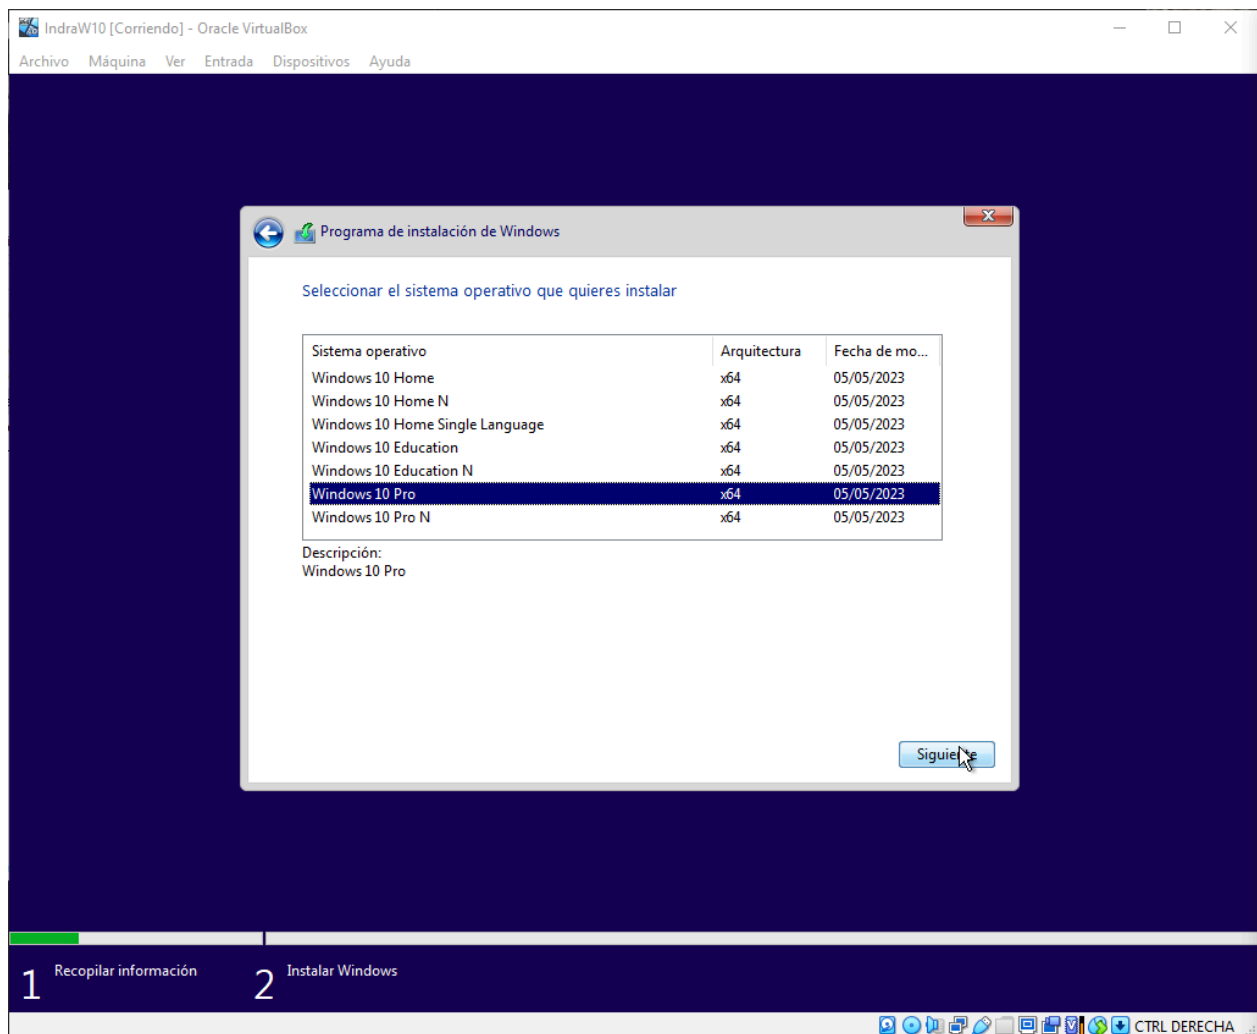 IndraW10 [Corriendo] - Oracle VirtualBox
Archivo Máquina Ver Entrada Dispositivos Ayuda
Programa de instalación de Windows
Seleccionar el sistema operativo que quieres instalar
Sistema operativo Arquitectura Fecha de mo...
Windows 10 Home x64 05/05/2023
Windows 10 Home N x64 05/05/2023
Windows 10 Home Single Language x64 05/05/2023
Windows 10 Education x64 05/05/2023
Windows 10 Education N x64 05/05/2023
Windows 10 Pro x64 05/05/2023
Windows 10 Pro N x64 05/05/2023
Descripción:
Windows 10 Pro
Siguiente
1 Recopilar información 2 Instalar Windows
CTRL DERECHA